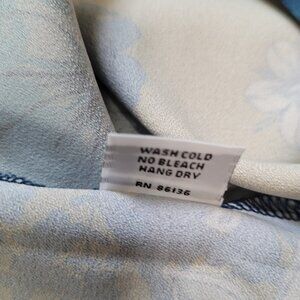 WASH COLD
NO BLEACH
HANG DRY
RN 86136